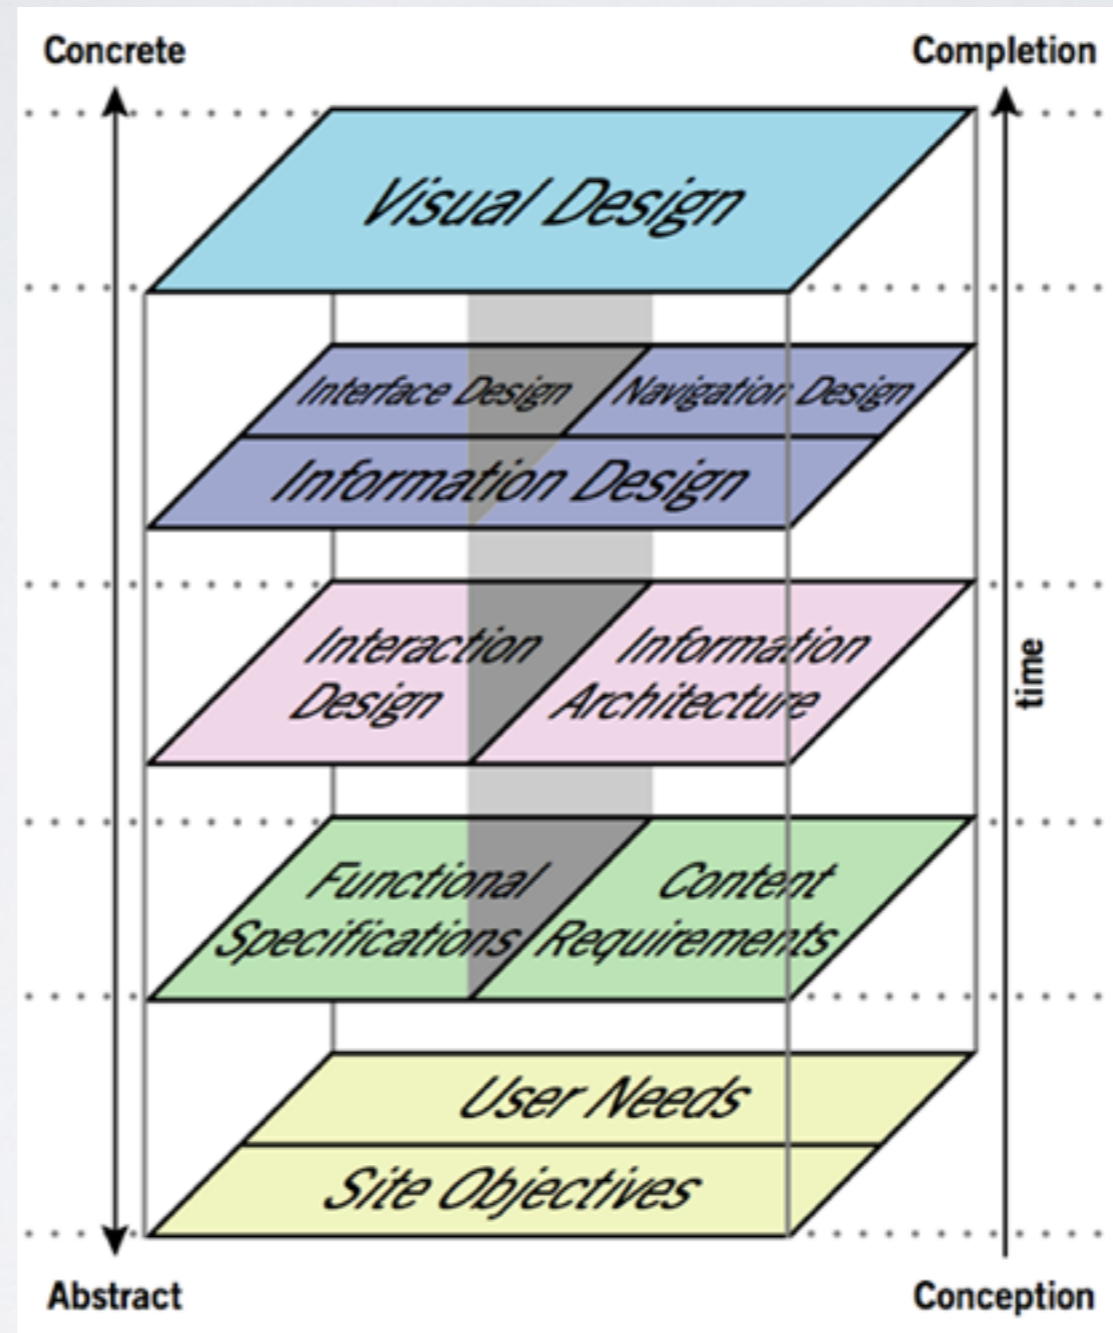 Concrete
Completion
Visual Design
Interface Design
Navigation Design
Information Design
Interaction
Design
Information
Architecture
time
Functional
Specifications
Content
Requirements
User Needs
Site Objectives
Abstract
Conception